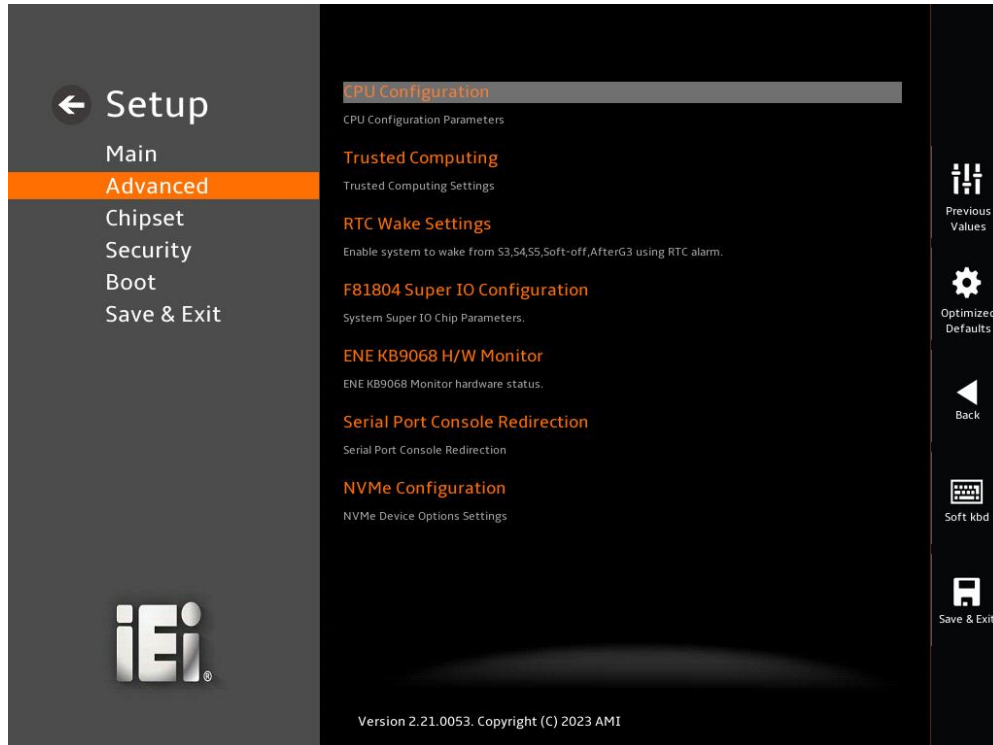 Setup
Main
Advanced
Chipset
Security
Boot
Save & Exit
iEi®
CPU Configuration
CPU Configuration Parameters
Trusted Computing
Trusted Computing Settings
RTC Wake Settings
Enable system to wake from S3,S4,S5,Soft-off,AfterG3 using RTC alarm.
F81804 Super IO Configuration
System Super IO Chip Parameters.
ENE KB9068 H/W Monitor
ENE KB9068 Monitor hardware status.
Serial Port Console Redirection
Serial Port Console Redirection
NVMe Configuration
NVMe Device Options Settings
Version 2.21.0053. Copyright (C) 2023 AMI
Previous
Values
Optimized
Defaults
Back
Soft kbd
Save & Exit